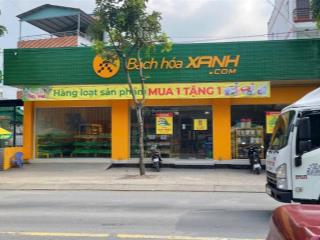 Bách hóa XANH
.COM
Hàng loạt sản phẩm MUA 1 TẶNG 1